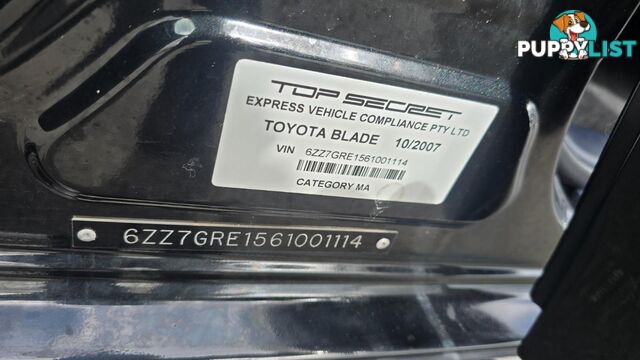 PUPPYLIST
TOP SECRET
EXPRESS VEHICLE COMPLIANCE PTY LTD
TOYOTA BLADE 10/2007
VIN 6ZZ7GRE1561001114
CATEGORY MA
6ZZ7GRE1561001114